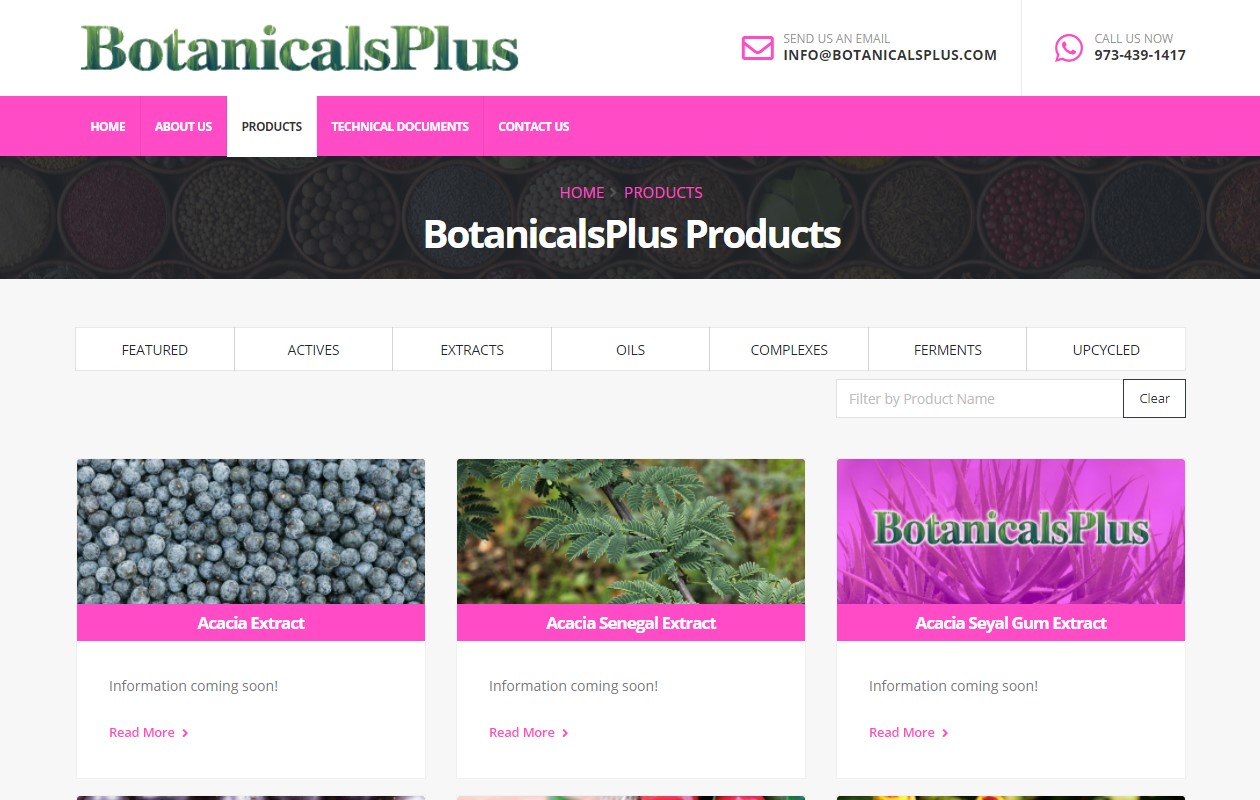 BotanicalsPlus
SEND US AN EMAIL
INFO@BOTANICALSPLUS.COM
CALL US NOW
973-439-1417
HOME
ABOUT US
PRODUCTS
TECHNICAL DOCUMENTS
CONTACT US
HOME > PRODUCTS
BotanicalsPlus Products
FEATURED
ACTIVES
EXTRACTS
OILS
COMPLEXES
FERMENTS
UPCYCLED
Filter by Product Name
Clear
BotanicalsPlus
Acacia Extract
Acacia Senegal Extract
Acacia Seyal Gum Extract
Information coming soon!
Information coming soon!
Information coming soon!
Read More >
Read More >
Read More >